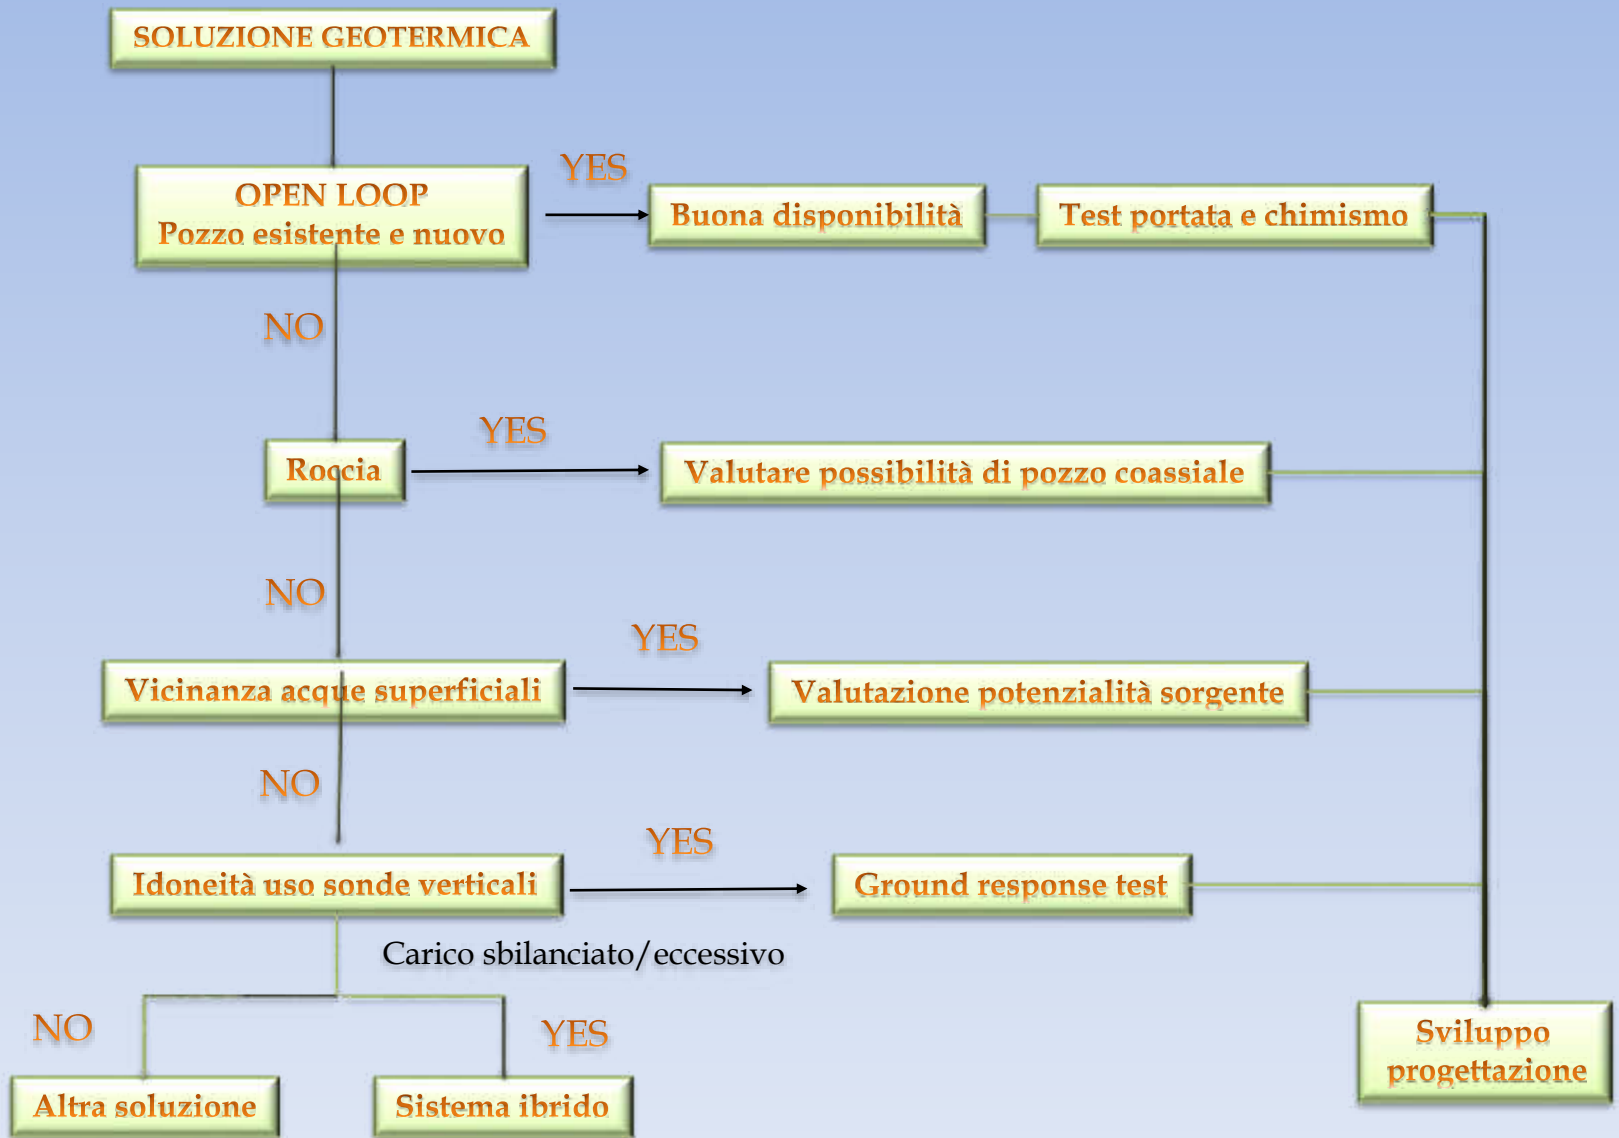 SOLUZIONE GEOTERMICA
OPEN LOOP
Pozzo esistente e nuovo
YES
Buona disponibilità
Test portata e chimismo
NO
Roccia
YES
Valutare possibilità di pozzo coassiale
NO
Vicinanza acque superficiali
YES
Valutazione potenzialità sorgente
NO
Idoneità uso sonde verticali
YES
Ground response test
Carico sbilanciato/eccessivo
NO
YES
Altra soluzione
Sistema ibrido
Sviluppo
progettazione